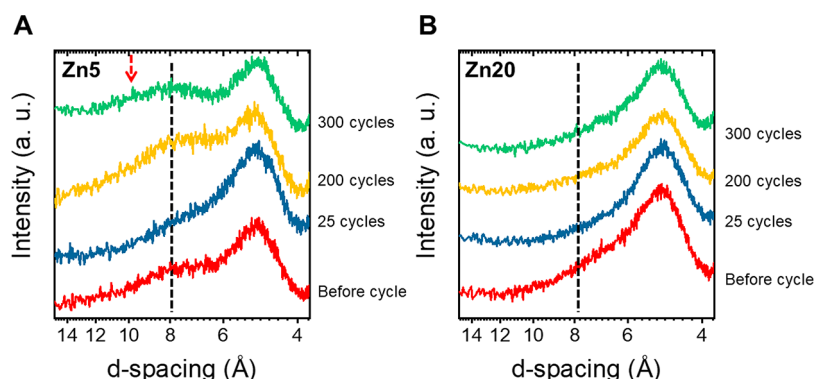 A
Zn5
Intensity (a. u.)
300 cycles
200 cycles
25 cycles
Before cycle
14 12 10 8 6 4
d-spacing (Å)
B
Zn20
Intensity (a. u.)
300 cycles
200 cycles
25 cycles
Before cycle
14 12 10 8 6 4
d-spacing (Å)